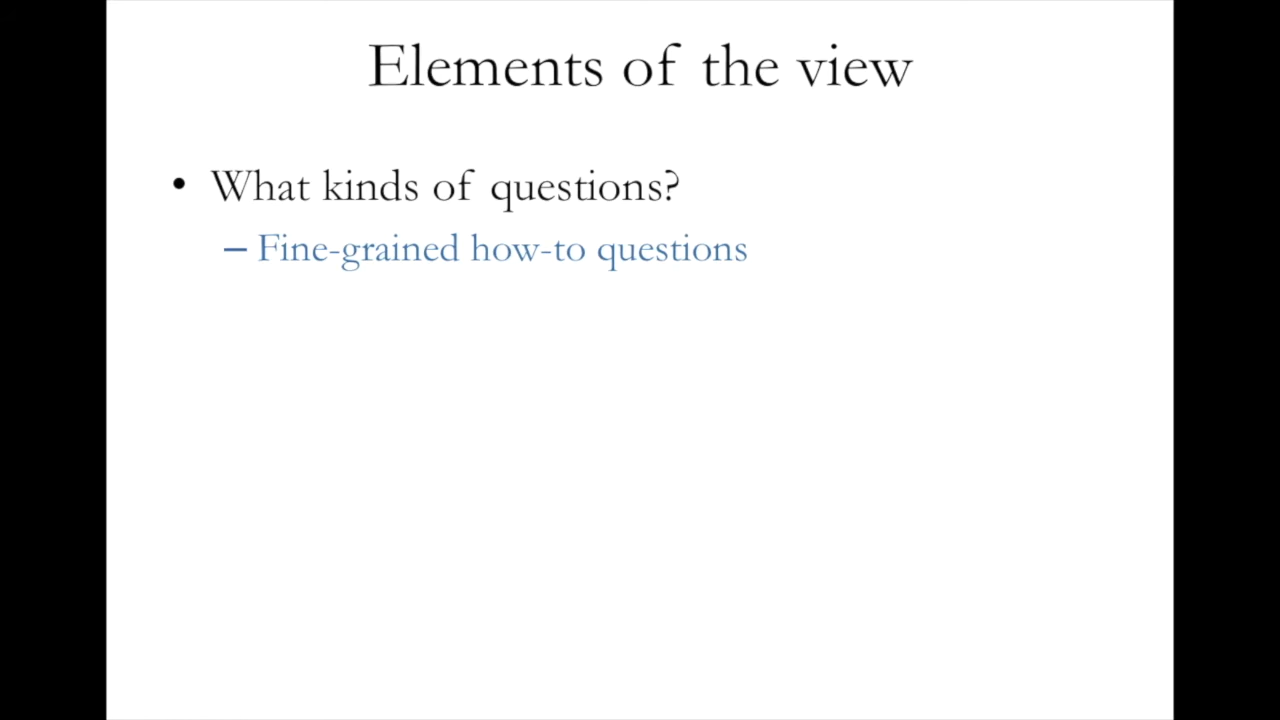 Elements of the view
• What kinds of questions?
– Fine-grained how-to questions